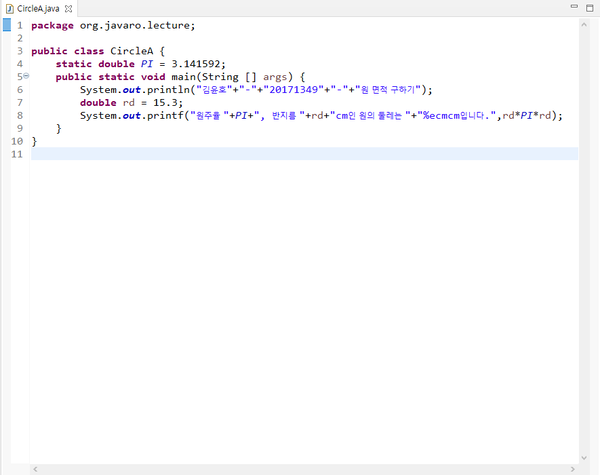 CircleA.java
1 package org.javaro.lecture;
2
3 public class CircleA {
4 static double PI = 3.141592;
5 public static void main(String [] args) {
6 System.out.println("김윤호"+"-"+"20171349"+"-"+"원 면적 구하기");
7 double rd = 15.3;
8 System.out.printf("원주율 "+PI+", 반지름 "+rd+"cm인 원의 둘레는 "+"%ecmcm입니다.",rd*PI*rd);
9 }
10 }
11